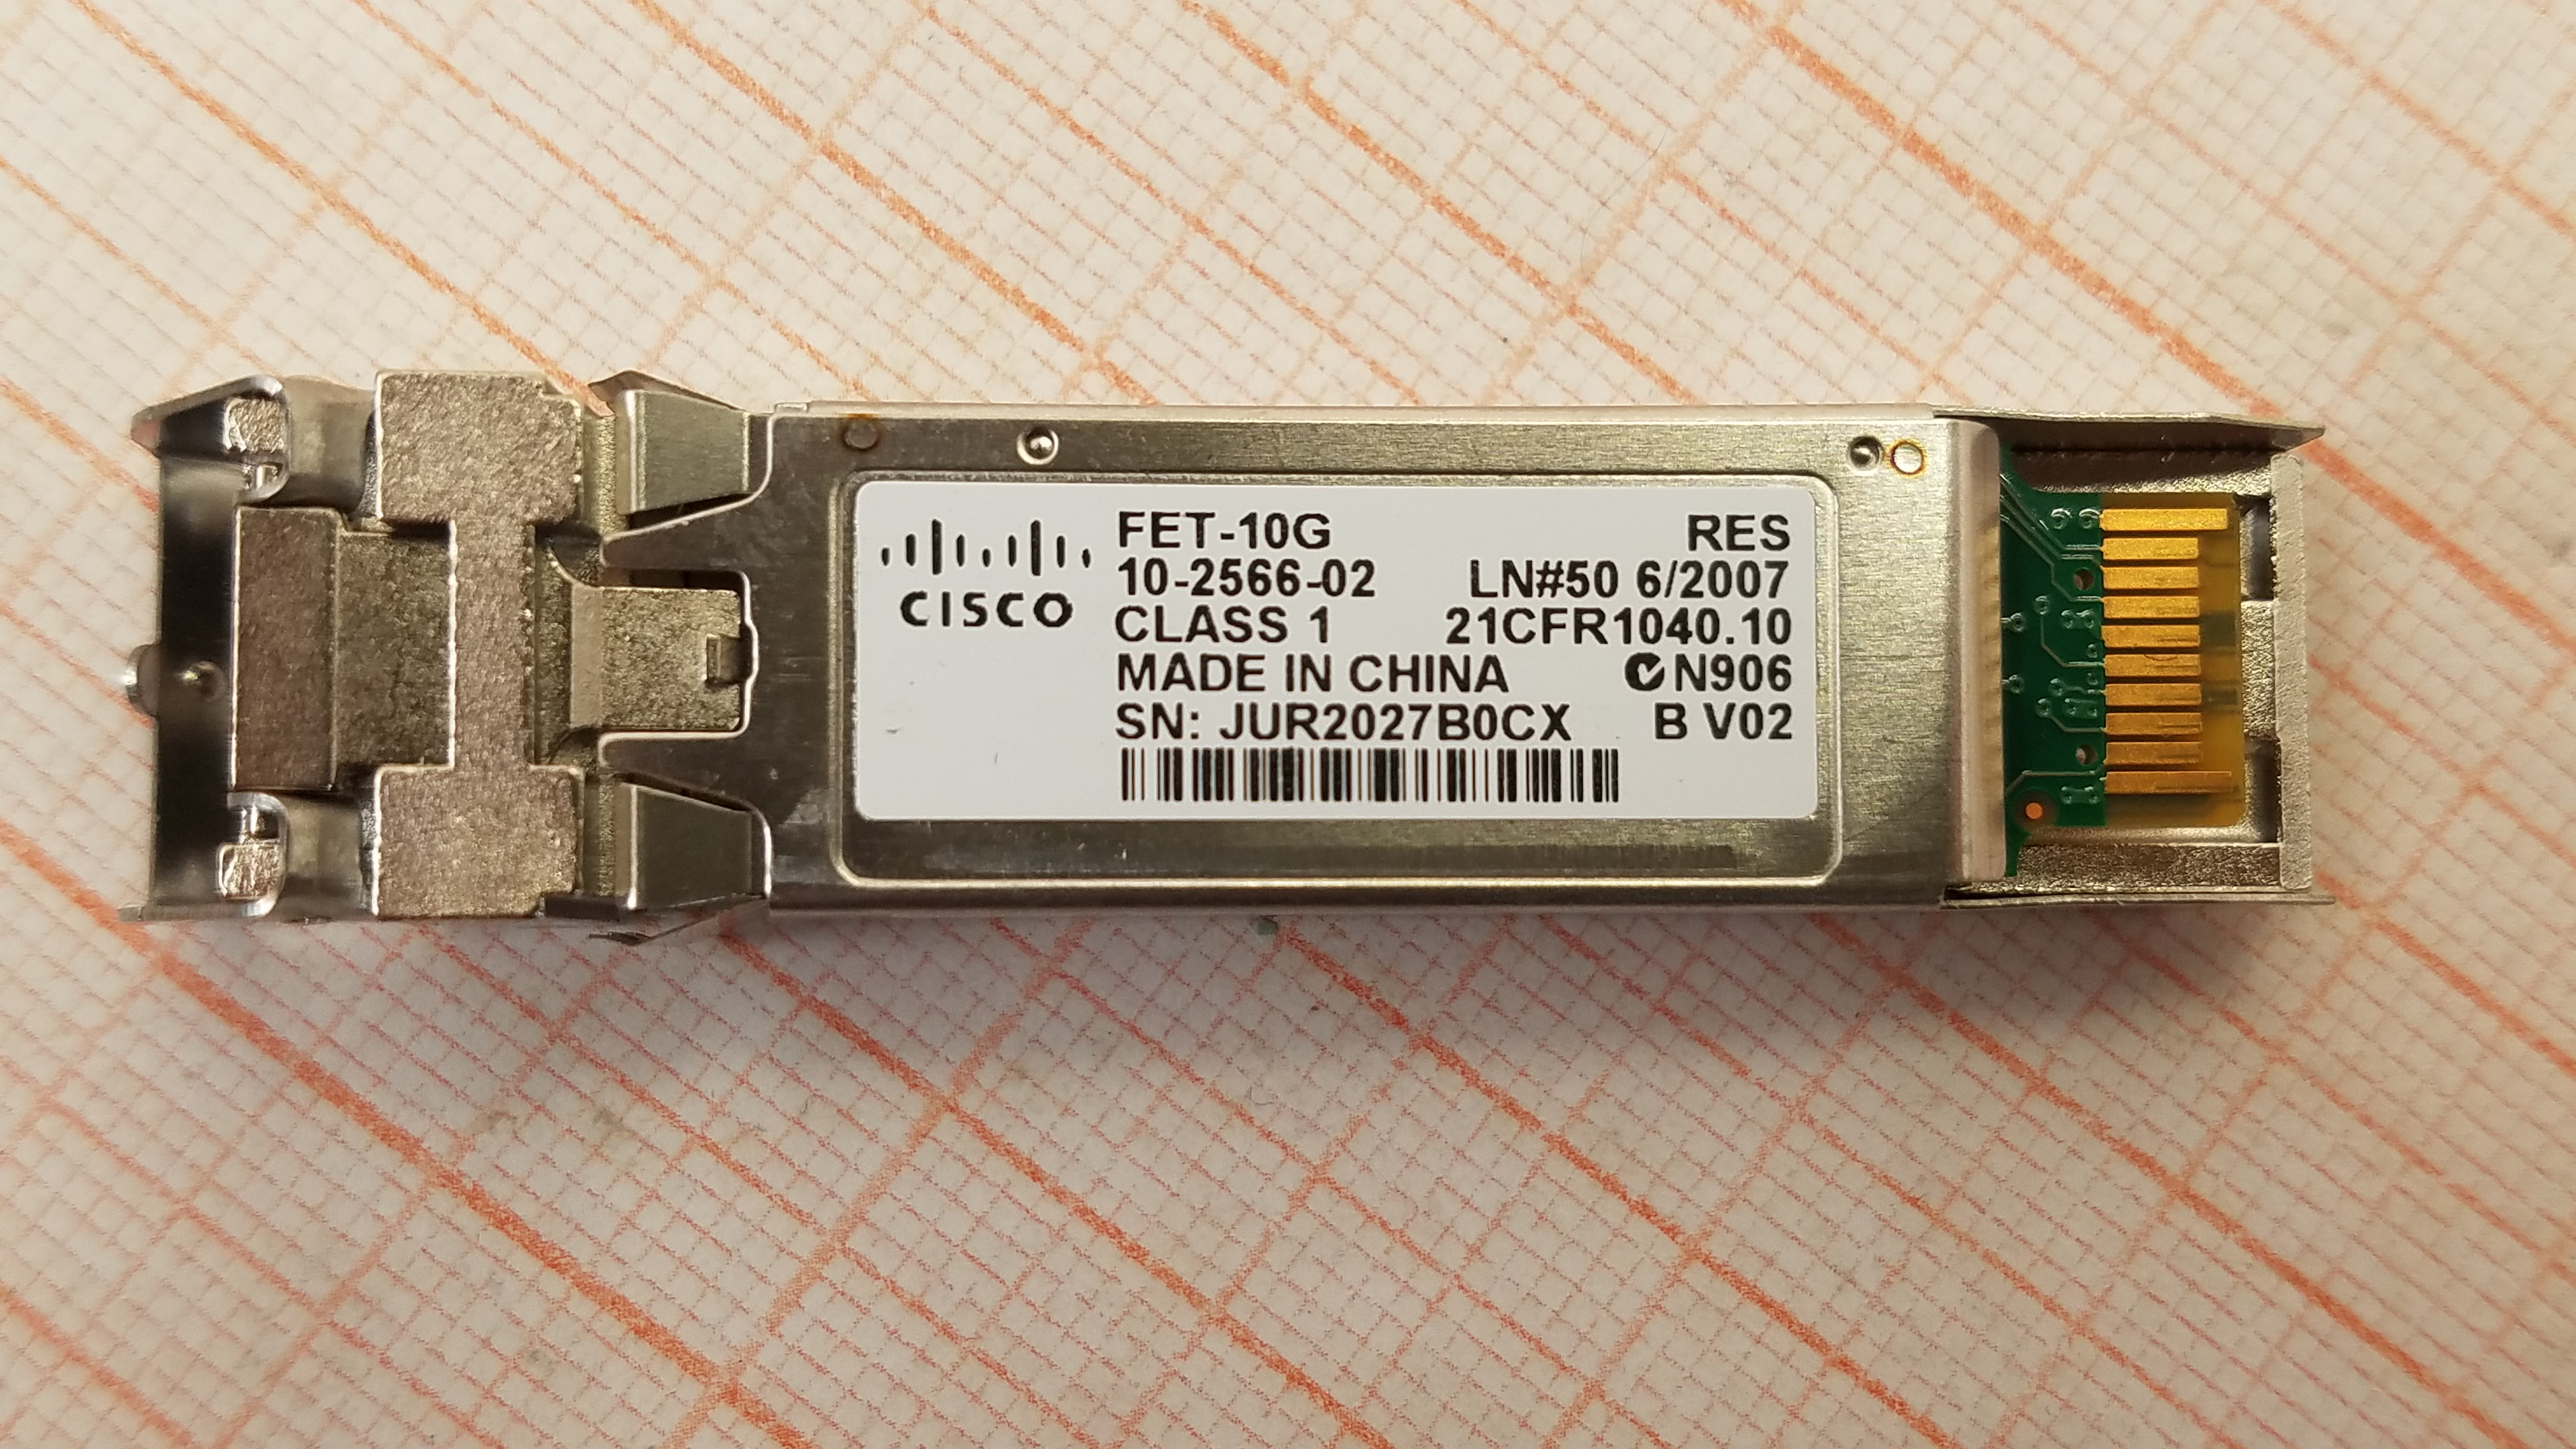 CISCO
FET-10G RES
10-2566-02 LN#50 6/2007
CLASS 1 21CFR1040.10
MADE IN CHINA N906
SN: JUR2027B0CX B V02